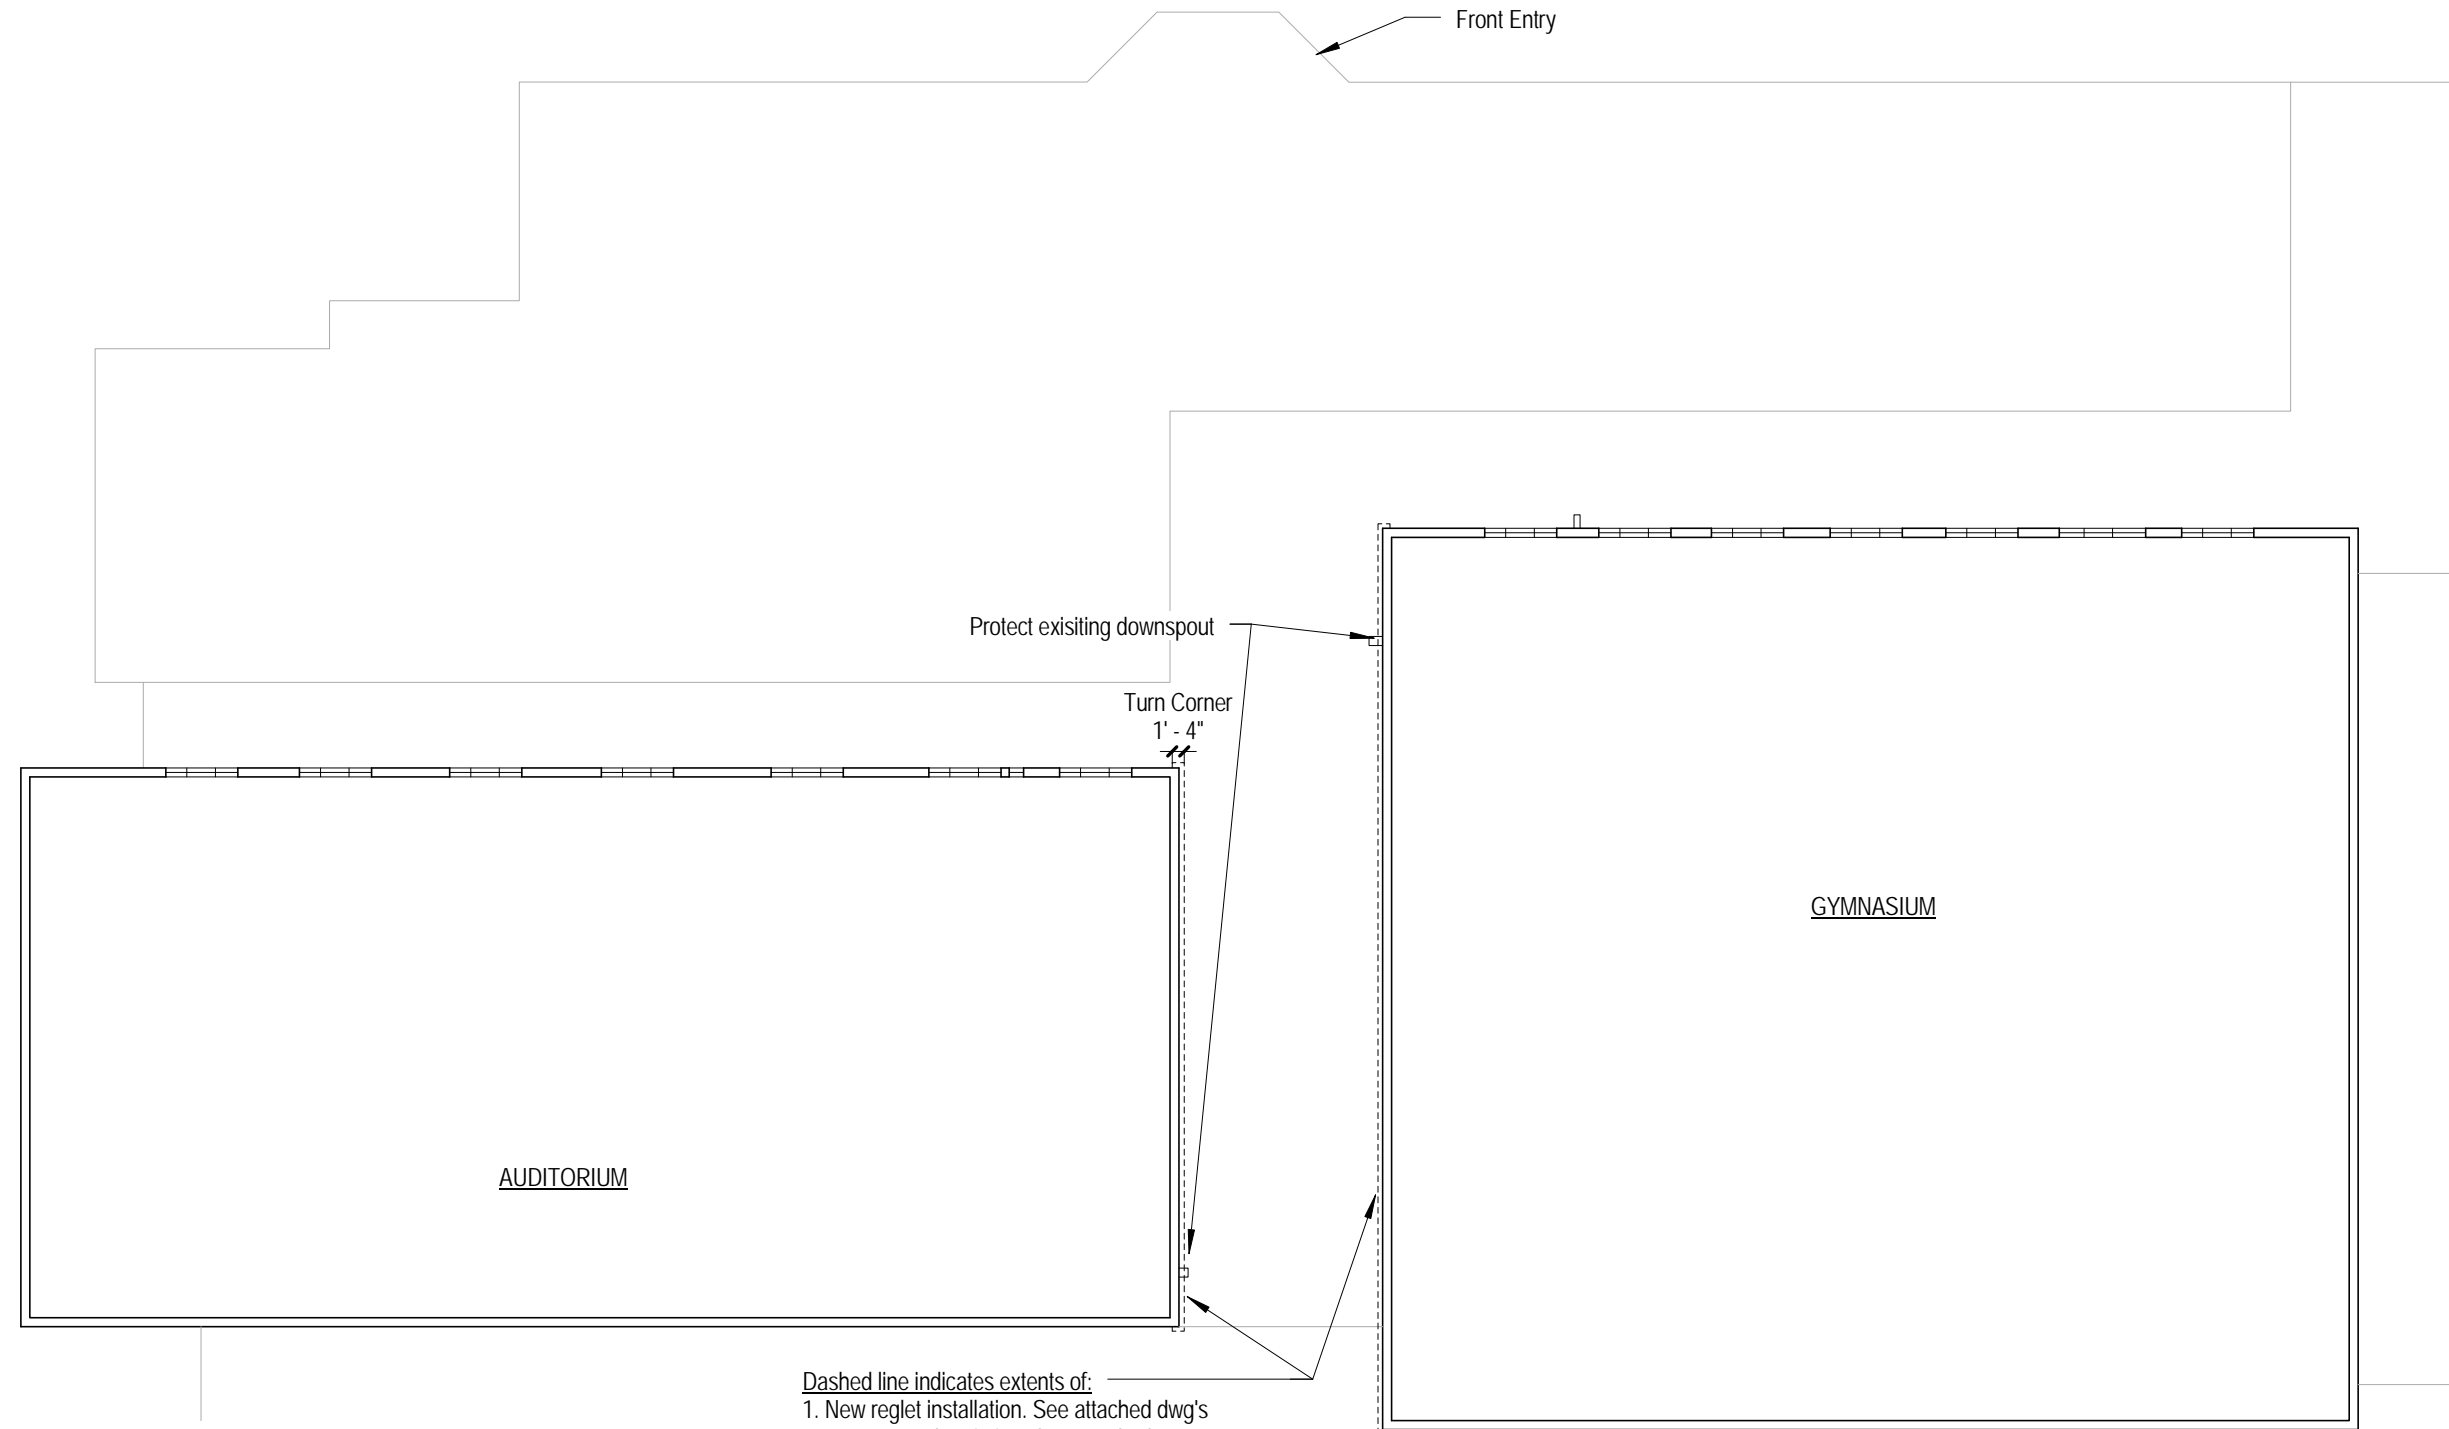 Front Entry
Protect exisiting downspout
Turn Corner
1' - 4"
GYMNASIUM
AUDITORIUM
Dashed line indicates extents of:
1. New reglet installation. See attached dwg's